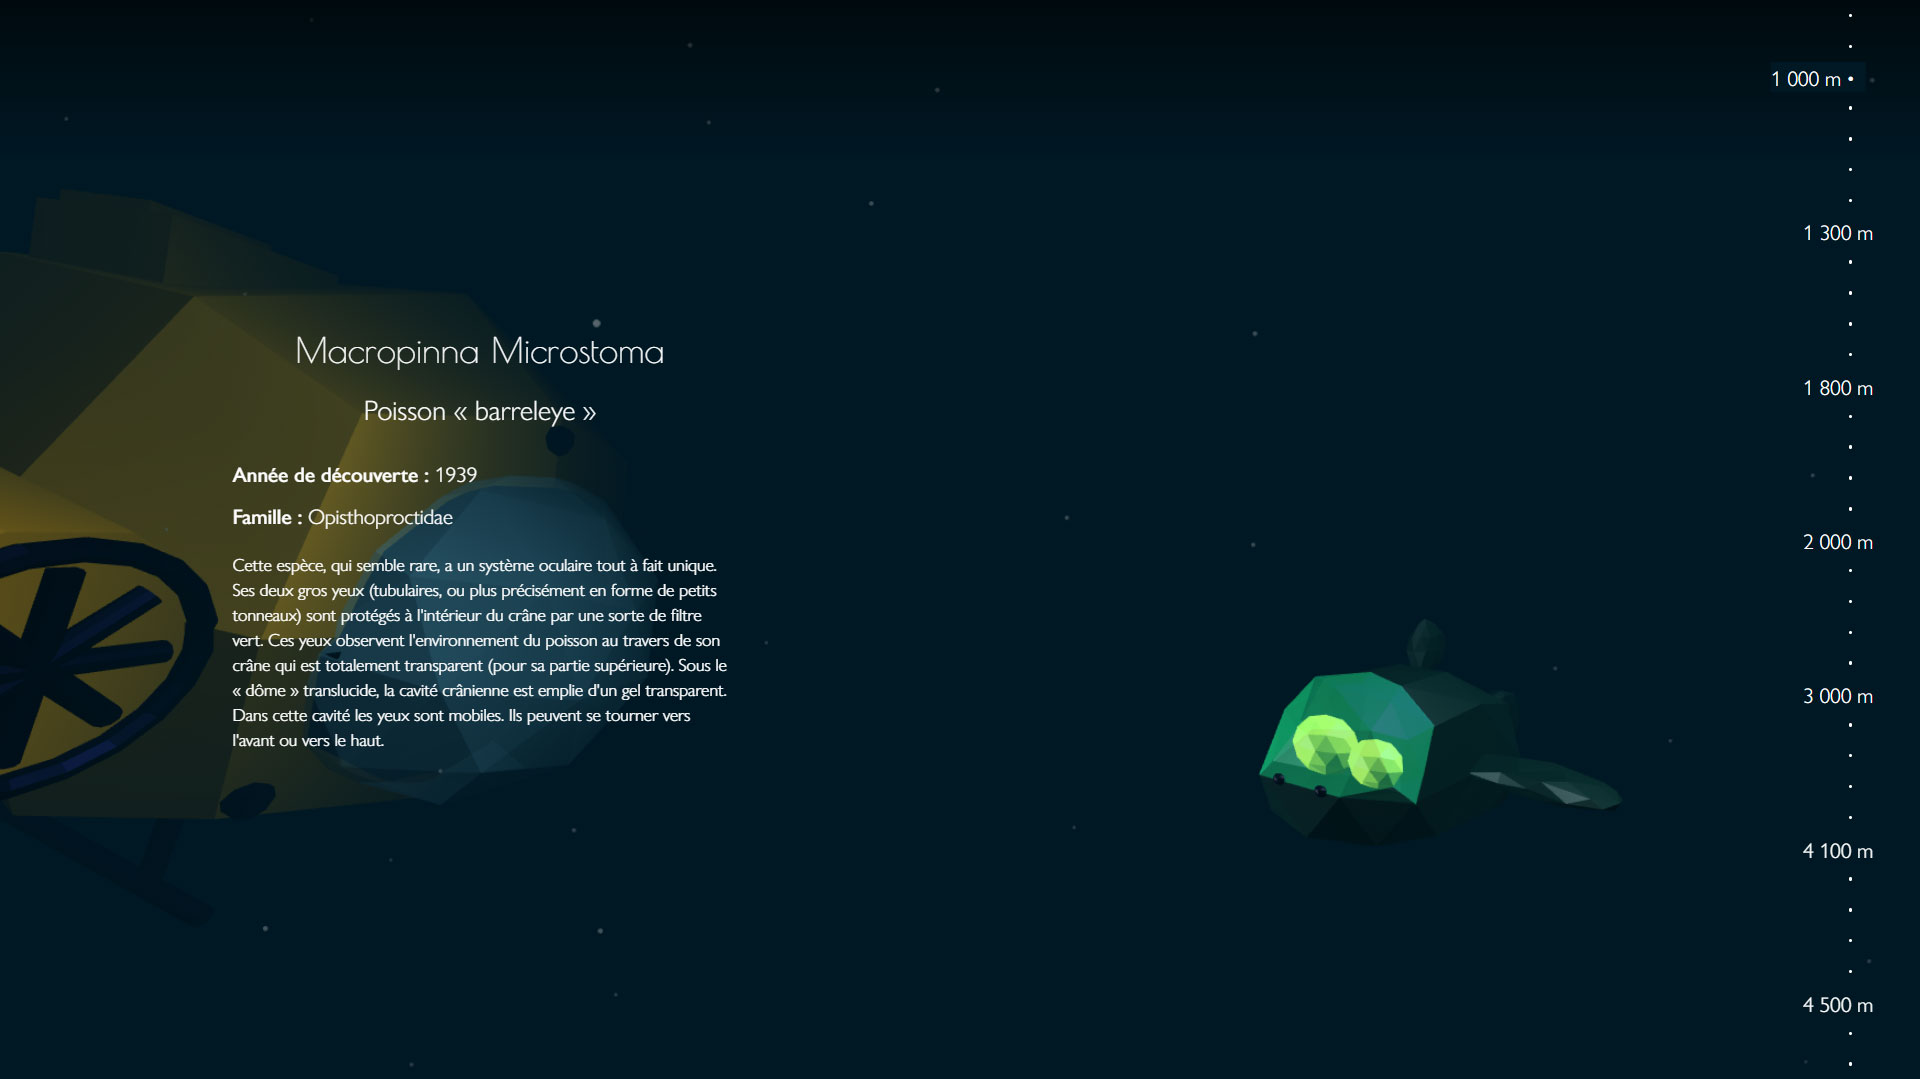 Macropinna Microstoma
Poisson « barreleye »
Année de découverte : 1939
Famille : Opisthoproctidae
Cette espèce, qui semble rare, a un système oculaire tout à fait unique.
Ses deux gros yeux (tubulaires, ou plus précisément en forme de petits
tonneaux) sont protégés à l'intérieur du crâne par une sorte de filtre
vert. Ces yeux observent l'environnement du poisson au travers de son
crâne qui est totalement transparent (pour sa partie supérieure). Sous le
« dôme » translucide, la cavité crânienne est emplie d'un gel transparent.
Dans cette cavité les yeux sont mobiles. Ils peuvent se tourner vers
l'avant ou vers le haut.
1 000 m
1 300 m
1 800 m
2 000 m
3 000 m
4 100 m
4 500 m